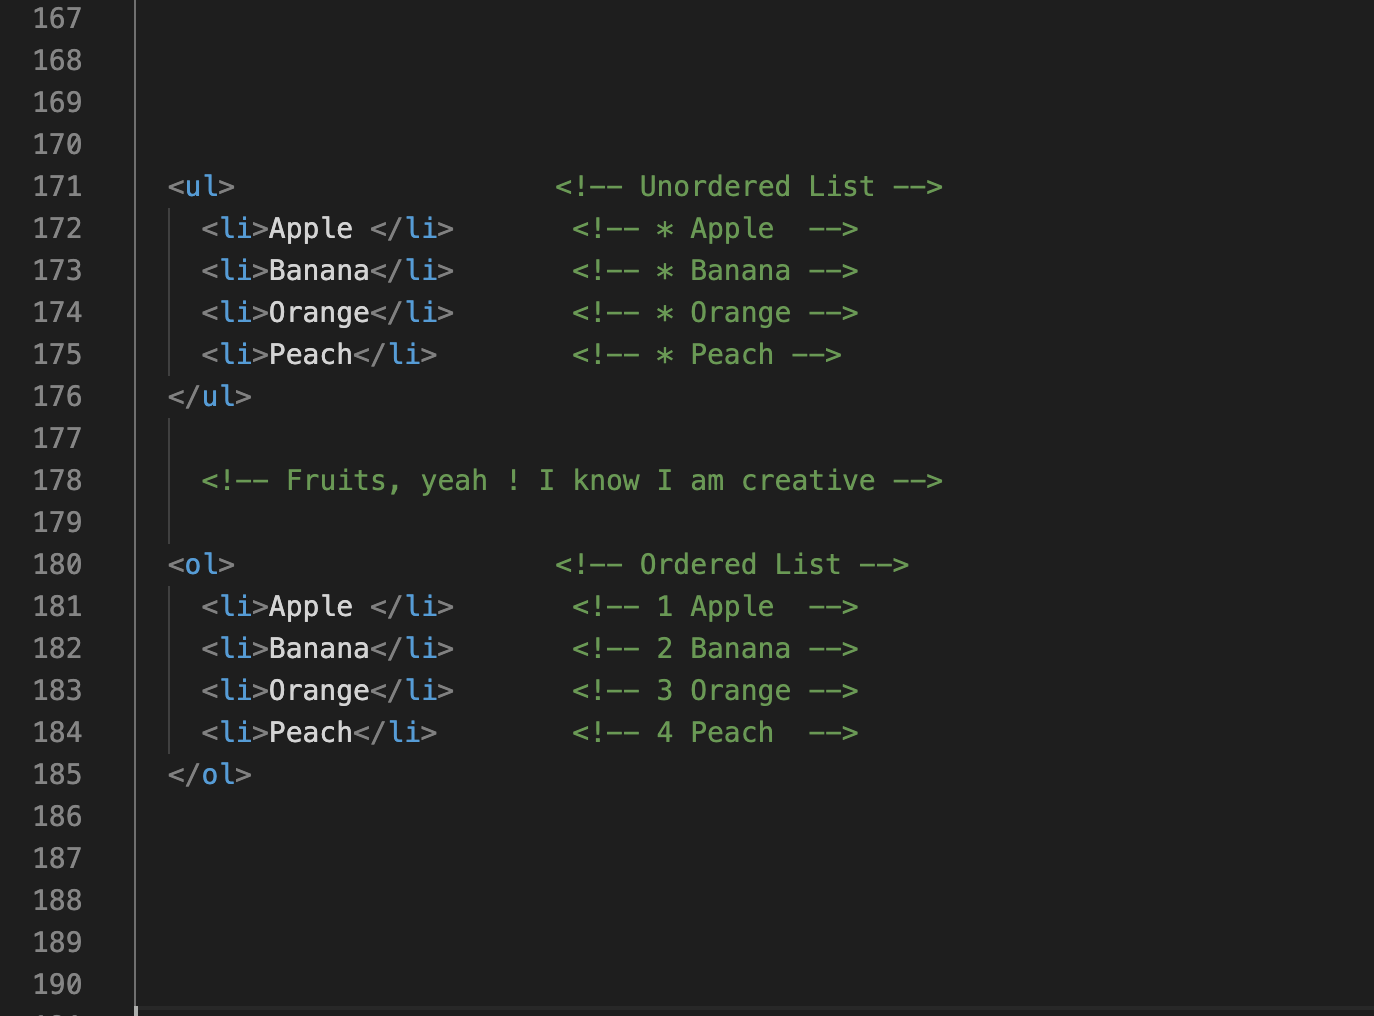 167
168
169
170
171 <ul> <!-- Unordered List -->
172 <li>Apple </li> <!-- * Apple  -->
173 <li>Banana</li> <!-- * Banana -->
174 <li>Orange</li> <!-- * Orange -->
175 <li>Peach</li> <!-- * Peach -->
176 </ul>
177
178 <!-- Fruits, yeah ! I know I am creative -->
179
180 <ol> <!-- Ordered List -->
181 <li>Apple </li> <!-- 1 Apple  -->
182 <li>Banana</li> <!-- 2 Banana -->
183 <li>Orange</li> <!-- 3 Orange -->
184 <li>Peach</li> <!-- 4 Peach  -->
185 </ol>
186
187
188
189
190